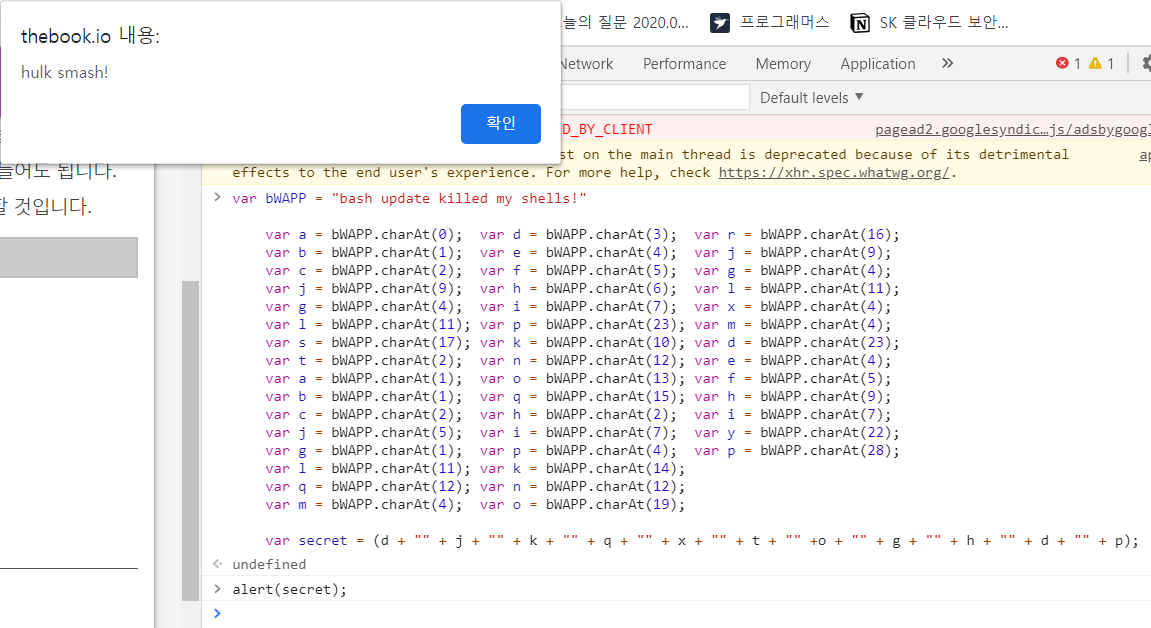 thebook.io 내용:
hulk smash!
확인
늘의 질문 2020.0... 프로그래머스 SK 클라우드 보안...
Network Performance Memory Application » 1 1
Default levels ▼
D_BY_CLIENT pagead2.googlesyndic…js/adsbygoogl
st on the main thread is deprecated because of its detrimental
effects to the end user's experience. For more help, check https://xhr.spec.whatwg.org/.
들어도 됩니다.
할 것입니다.
> var bWAPP = "bash update killed my shells!"
var a = bWAPP.charAt(0); var d = bWAPP.charAt(3); var r = bWAPP.charAt(16);
var b = bWAPP.charAt(1); var e = bWAPP.charAt(4); var j = bWAPP.charAt(9);
var c = bWAPP.charAt(2); var f = bWAPP.charAt(5); var g = bWAPP.charAt(4);
var j = bWAPP.charAt(9); var h = bWAPP.charAt(6); var l = bWAPP.charAt(11);
var g = bWAPP.charAt(4); var i = bWAPP.charAt(7); var x = bWAPP.charAt(4);
var l = bWAPP.charAt(11); var p = bWAPP.charAt(23); var m = bWAPP.charAt(4);
var s = bWAPP.charAt(17); var k = bWAPP.charAt(10); var d = bWAPP.charAt(23);
var t = bWAPP.charAt(2); var n = bWAPP.charAt(12); var e = bWAPP.charAt(4);
var a = bWAPP.charAt(1); var o = bWAPP.charAt(13); var f = bWAPP.charAt(5);
var b = bWAPP.charAt(1); var q = bWAPP.charAt(15); var h = bWAPP.charAt(9);
var c = bWAPP.charAt(2); var h = bWAPP.charAt(2); var i = bWAPP.charAt(7);
var j = bWAPP.charAt(5); var i = bWAPP.charAt(7); var y = bWAPP.charAt(22);
var g = bWAPP.charAt(1); var p = bWAPP.charAt(4); var p = bWAPP.charAt(28);
var l = bWAPP.charAt(11); var k = bWAPP.charAt(14);
var q = bWAPP.charAt(12); var n = bWAPP.charAt(12);
var m = bWAPP.charAt(4); var o = bWAPP.charAt(19);
var secret = (d + "" + j + "" + k + "" + q + "" + x + "" + t + "" +o + "" + g + "" + h + "" + d + "" + p);
undefined
> alert(secret);
>